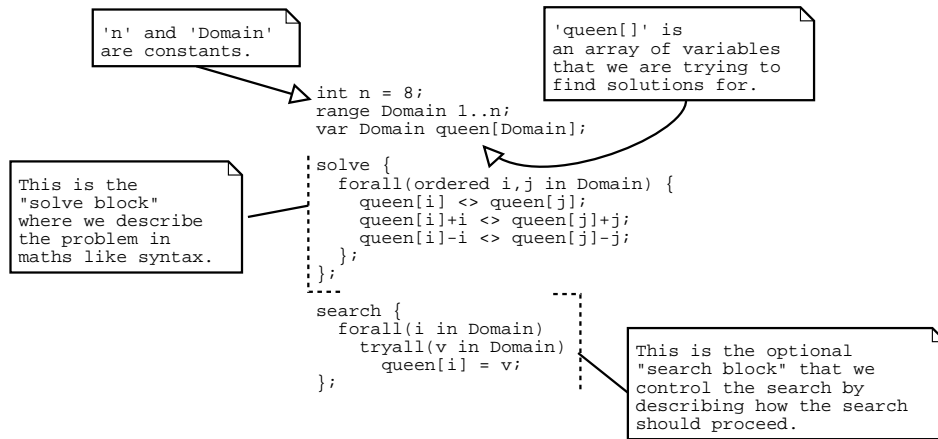 'n' and 'Domain'
are constants.
'queen[]' is
an array of variables
that we are trying to
find solutions for.
int n = 8;
range Domain 1..n;
var Domain queen[Domain];
This is the
"solve block"
where we describe
the problem in
maths like syntax.
solve {
forall(ordered i,j in Domain) {
queen[i] <> queen[j];
queen[i]+i <> queen[j]+j;
queen[i]-i <> queen[j]-j;
};
};
search {
forall(i in Domain)
tryall(v in Domain)
queen[i] = v;
};
This is the optional
"search block" that we
control the search by
describing how the search
should proceed.